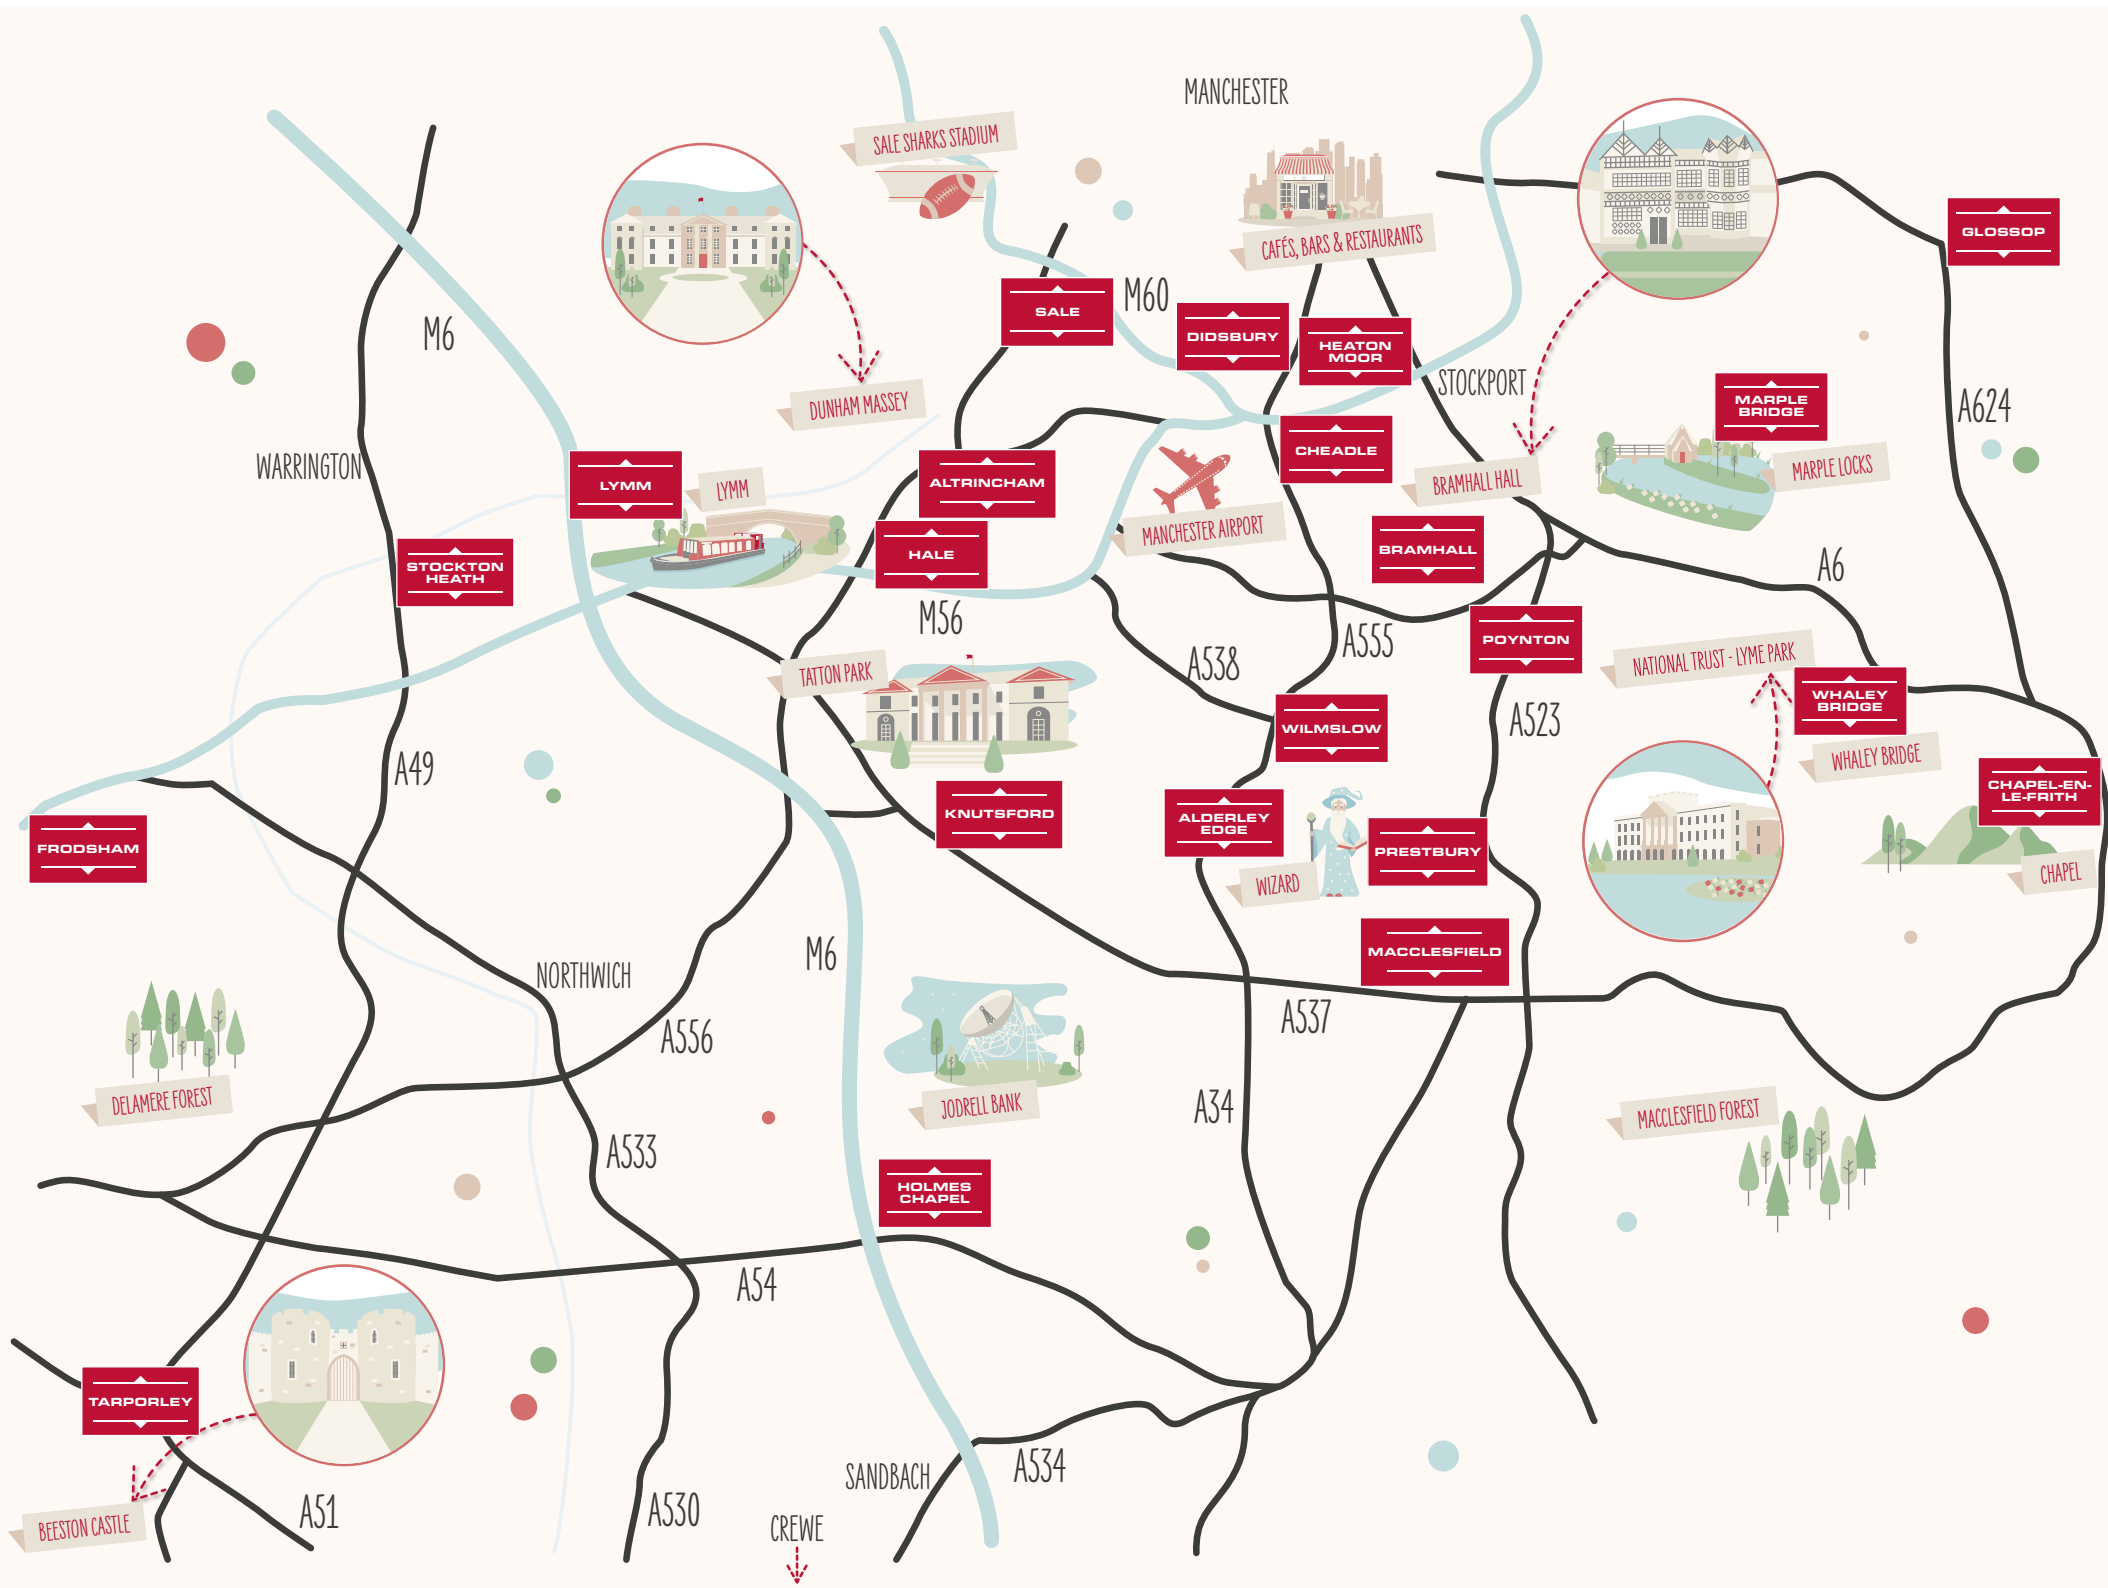 MANCHESTER
SALE SHARKS STADIUM
CAFÉS, BARS & RESTAURANTS
GLOSSOP
M6
SALE
M60
DIDSBURY
HEATON
MOOR
STOCKPORT
DUNHAM MASSEY
MARPLE
BRIDGE
A624
WARRINGTON
LYMM
LYMM
ALTRINCHAM
CHEADLE
BRAMHALL HALL
MARPLE LOCKS
MANCHESTER AIRPORT
STOCKTON
HEATH
HALE
BRAMHALL
A6
M56
A538
A555
POYNTON
NATIONAL TRUST - LYME PARK
TATTON PARK
WHALEY
BRIDGE
A523
WILMSLOW
WHALEY BRIDGE
A49
CHAPEL-EN-
LE-FRITH
KNUTSFORD
ALDERLEY
EDGE
PRESTBURY
FRODSHAM
WIZARD
CHAPEL
M6
MACCLESFIELD
NORTHWICH
A556
A537
DELAMERE FOREST
JODRELL BANK
A34
MACCLESFIELD FOREST
A533
HOLMES
CHAPEL
A54
TARPORLEY
SANDBACH
A534
BEESTON CASTLE
A51
A530
CREWE